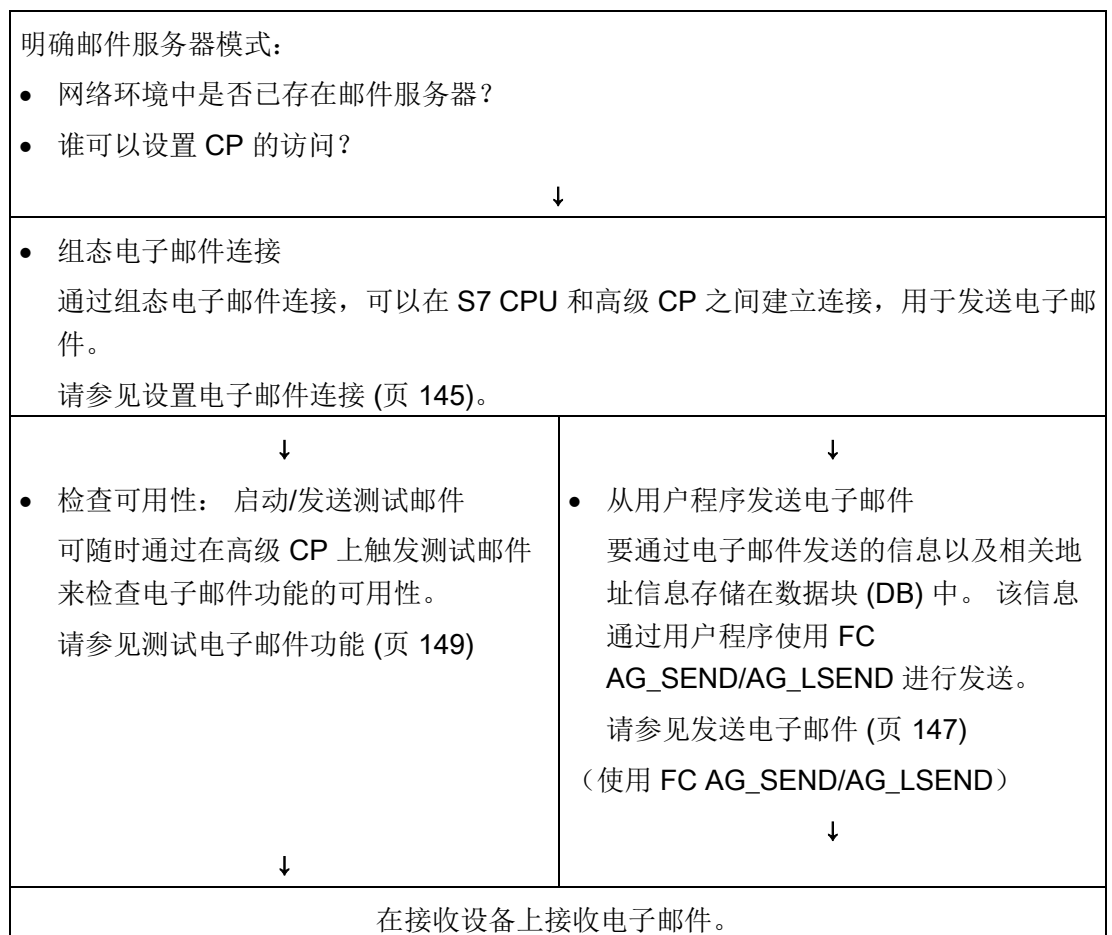 明确邮件服务器模式：
● 网络环境中是否已存在邮件服务器？
● 谁可以设置 CP 的访问？
↓
● 组态电子邮件连接
通过组态电子邮件连接，可以在 S7 CPU 和高级 CP 之间建立连接，用于发送电子邮
件。
请参见设置电子邮件连接 (页 145)。
↓
● 检查可用性： 启动/发送测试邮件
可随时通过在高级 CP 上触发测试邮件
来检查电子邮件功能的可用性。
请参见测试电子邮件功能 (页 149)
↓
↓
● 从用户程序发送电子邮件
要通过电子邮件发送的信息以及相关地
址信息存储在数据块 (DB) 中。 该信息
通过用户程序使用 FC
AG_SEND/AG_LSEND 进行发送。
请参见发送电子邮件 (页 147)
（使用 FC AG_SEND/AG_LSEND）
↓
在接收设备上接收电子邮件。